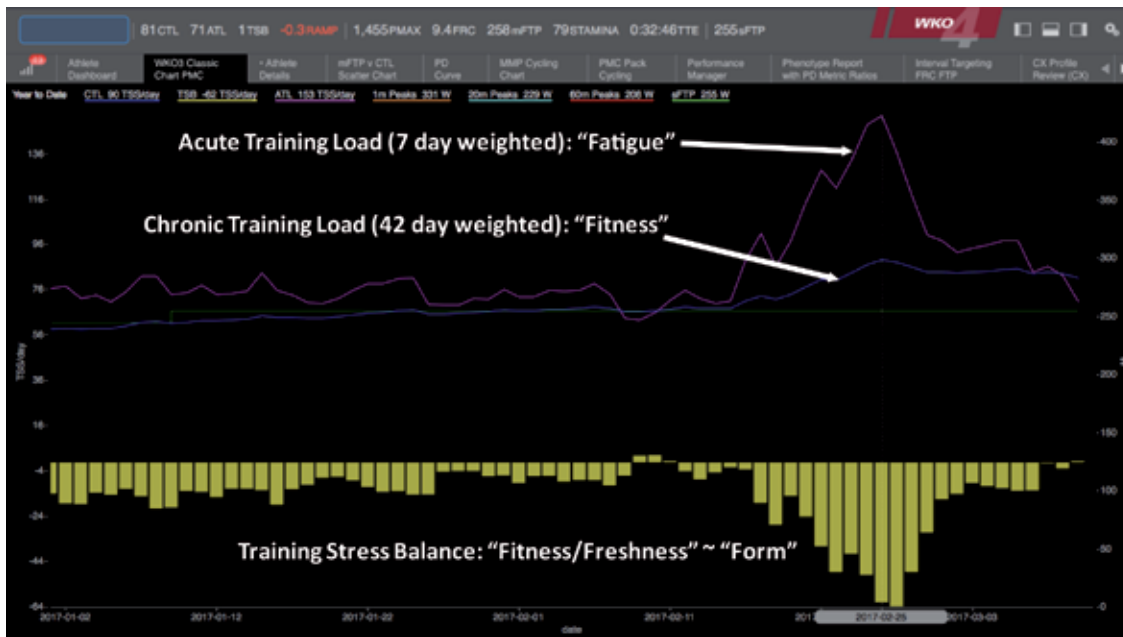 81CTL 71ATL 1TSB -0.3RAMP 1,455PMAX 9.4FRC 258mFTP 79STAMINA 0:32:46TTE 255sFTP
WKO
4
43
Athlete Dashboard
WKO3 Classic Chart PMC
Athlete Details
mFTP v CTL Scatter Chart
PD Curve
MMP Cycling Chart
PMC Pack Cycling
Performance Manager
Phenotype Report with PD Metric Ratios
Interval Targeting FRC FTP
CX Profile Review (CX)
Year to Date CTL 90 TSS/day TSB -62 TSS/day ATL 153 TSS/day 1m Peaks 331 W 20m Peaks 229 W 60m Peaks 208 W sFTP 255 W
Acute Training Load (7 day weighted): “Fatigue”
Chronic Training Load (42 day weighted): “Fitness”
Training Stress Balance: “Fitness/Freshness” ~ “Form”
TSS/day
136
116
96
76
56
36
16
-4
-24
-44
-64
400
350
300
250
200
150
100
-50
-0
2017-01-02 2017-01-12 2017-01-22 2017-02-01 2017-02-11 2017-02-25 2017-03-03
date